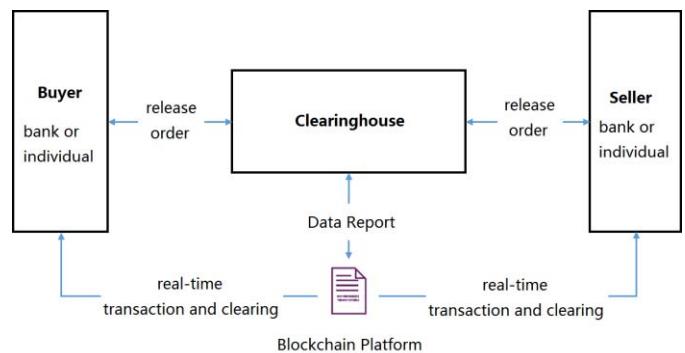 Buyer
bank or
individual
release
order
Clearinghouse
release
order
Seller
bank or
individual
Data Report
real-time
transaction and clearing
real-time
transaction and clearing
Blockchain Platform